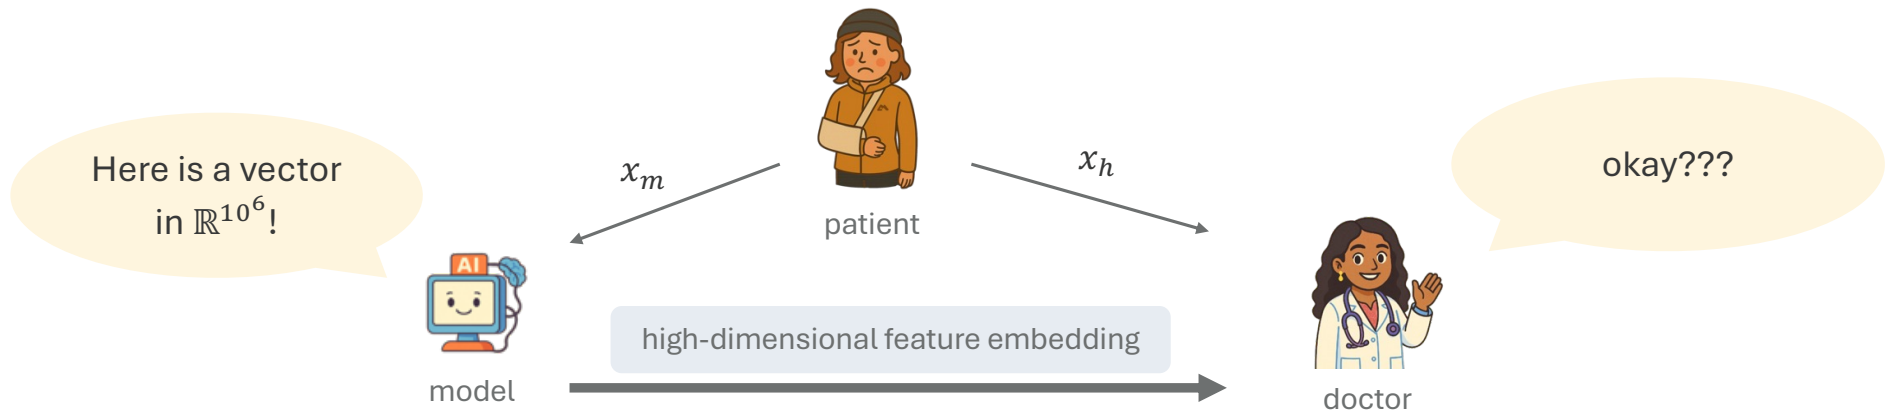 Here is a vector
in ℝ^{10^6}!
x_m
x_h
okay???
patient
AI
high-dimensional feature embedding
model
doctor